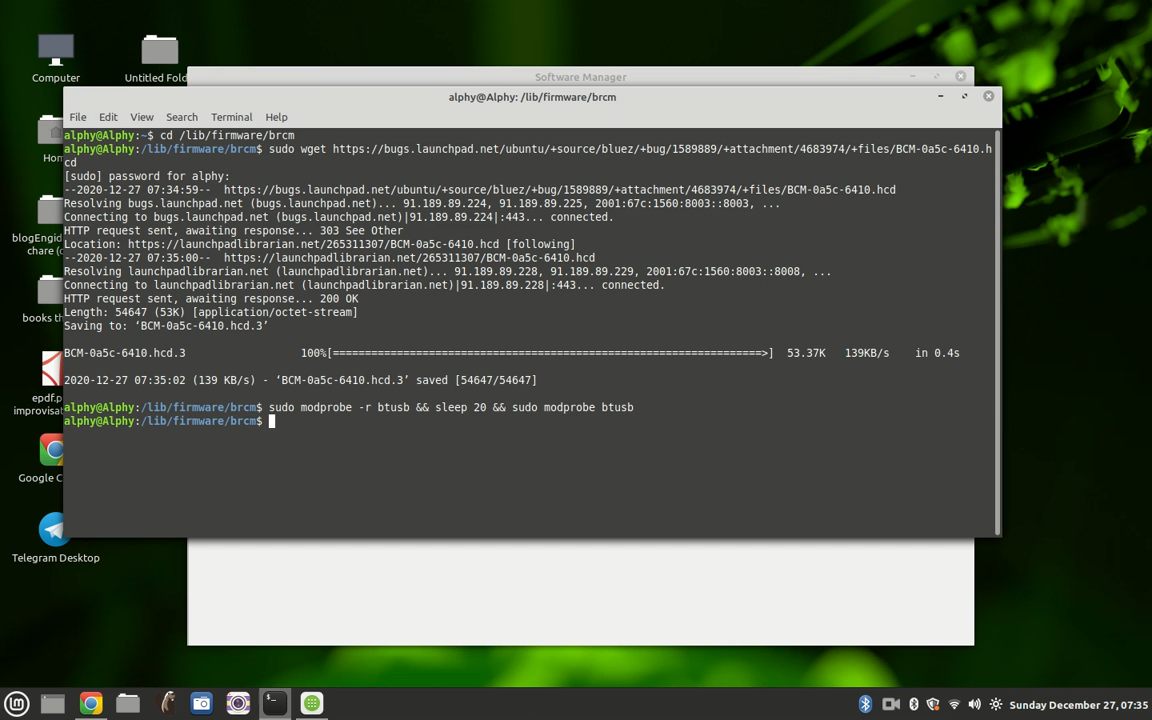 Computer
Untitled Fold
Software Manager
alphy@Alphy: /lib/firmware/brcm
File Edit View Search Terminal Help
alphy@Alphy:~$ cd /lib/firmware/brcm
alphy@Alphy:/lib/firmware/brcm$ sudo wget https://bugs.launchpad.net/ubuntu/+source/bluez/+bug/1589889/+attachment/4683974/+files/BCM-0a5c-6410.h
cd
[sudo] password for alphy:
--2020-12-27 07:34:59--  https://bugs.launchpad.net/ubuntu/+source/bluez/+bug/1589889/+attachment/4683974/+files/BCM-0a5c-6410.hcd
Resolving bugs.launchpad.net (bugs.launchpad.net)... 91.189.89.224, 91.189.89.225, 2001:67c:1560:8003::8003, ...
Connecting to bugs.launchpad.net (bugs.launchpad.net)|91.189.89.224|:443... connected.
HTTP request sent, awaiting response... 303 See Other
Location: https://launchpadlibrarian.net/265311307/BCM-0a5c-6410.hcd [following]
--2020-12-27 07:35:00--  https://launchpadlibrarian.net/265311307/BCM-0a5c-6410.hcd
Resolving launchpadlibrarian.net (launchpadlibrarian.net)... 91.189.89.228, 91.189.89.229, 2001:67c:1560:8003::8008, ...
Connecting to launchpadlibrarian.net (launchpadlibrarian.net)|91.189.89.228|:443... connected.
HTTP request sent, awaiting response... 200 OK
Length: 54647 (53K) [application/octet-stream]
Saving to: ‘BCM-0a5c-6410.hcd.3’
BCM-0a5c-6410.hcd.3 100%[==================================================================>] 53.37K 139KB/s in 0.4s
2020-12-27 07:35:02 (139 KB/s) - ‘BCM-0a5c-6410.hcd.3’ saved [54647/54647]
alphy@Alphy:/lib/firmware/brcm$ sudo modprobe -r btusb && sleep 20 && sudo modprobe btusb
alphy@Alphy:/lib/firmware/brcm$
Hom
blogEngid
chare (c
books th
epdf.p
improvisat
Google C
Telegram Desktop
Sunday December 27, 07:35